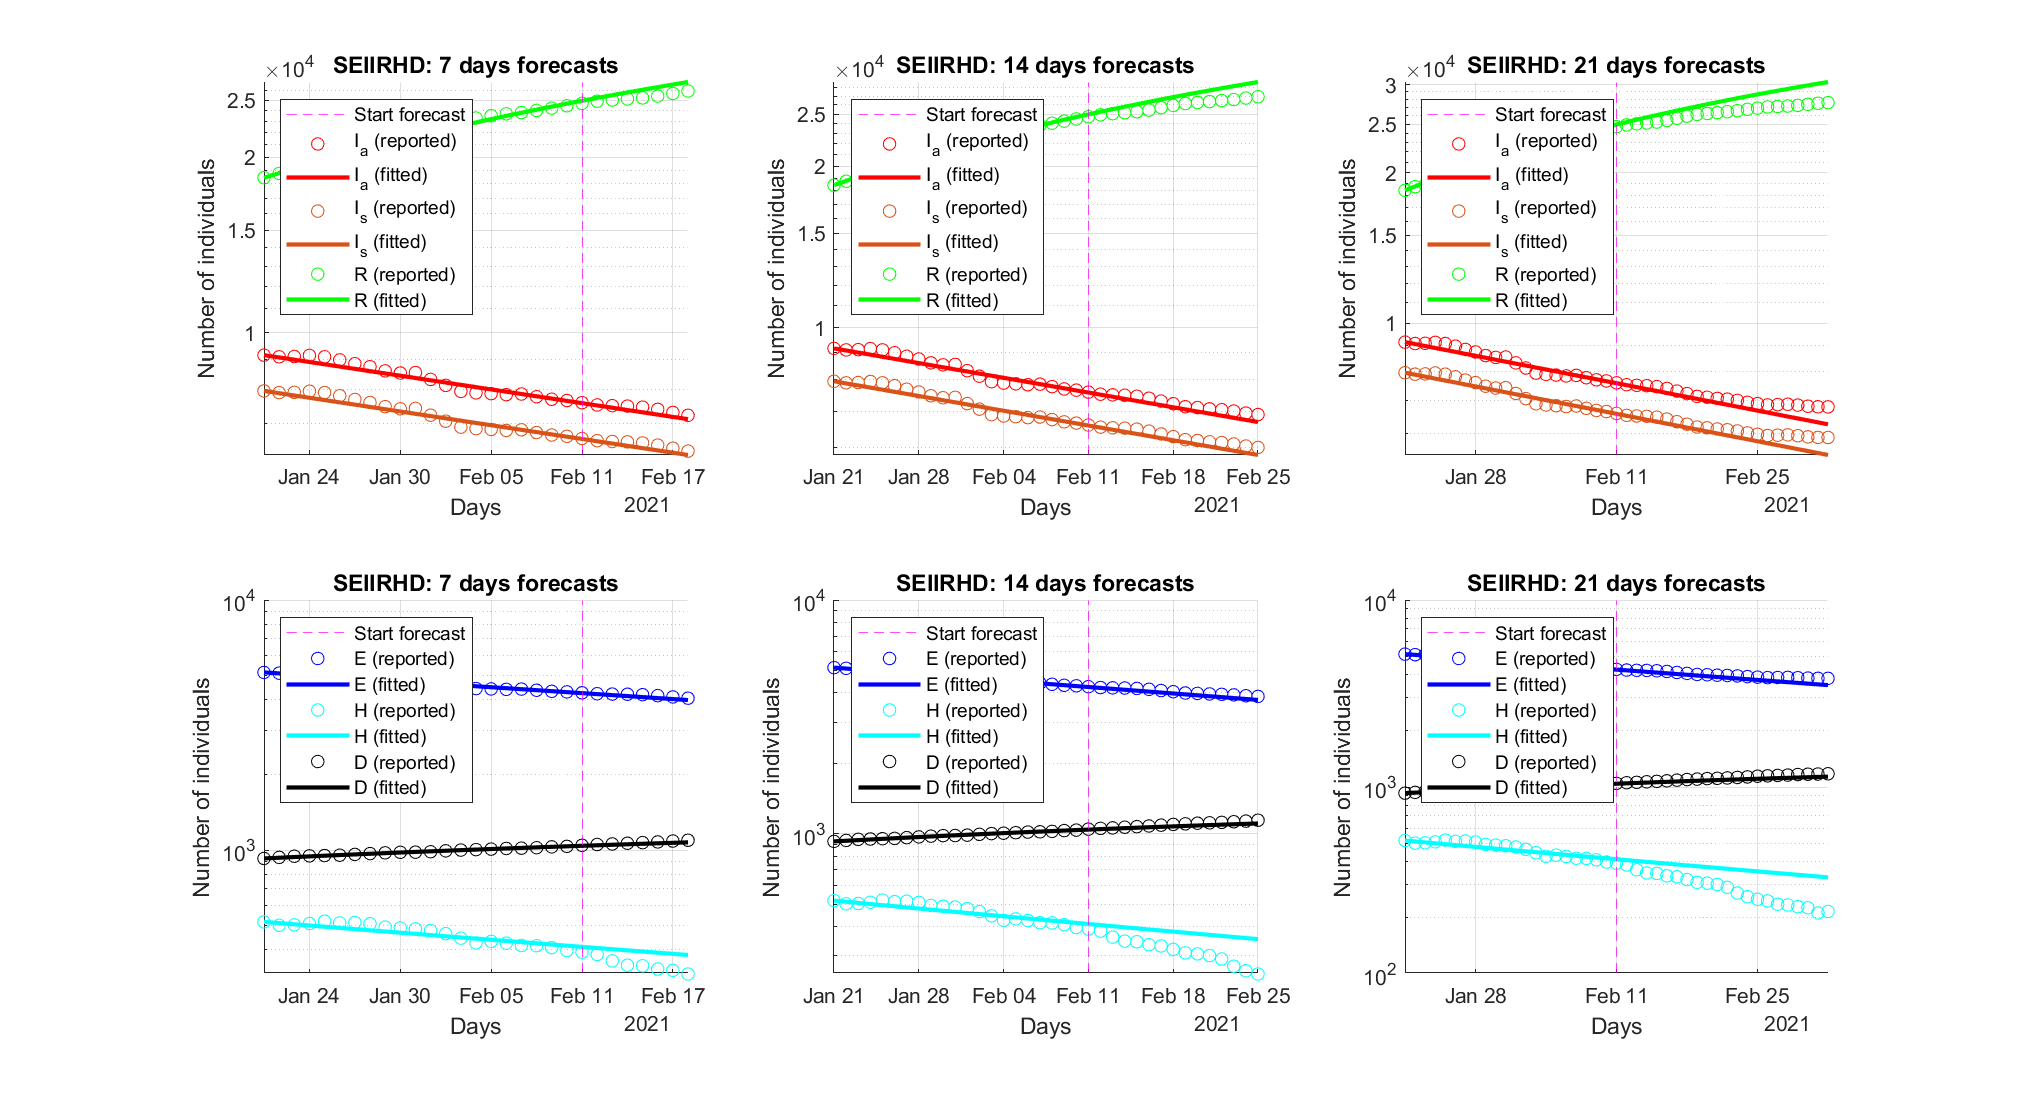 SEIIRHD: 7 days forecasts
×10^4
2.5
2
1.5
1
Number of individuals
Start forecast
I_a (reported)
I_a (fitted)
I_s (reported)
I_s (fitted)
R (reported)
R (fitted)
Jan 24 Jan 30 Feb 05 Feb 11 Feb 17
Days
2021
SEIIRHD: 14 days forecasts
×10^4
2.5
2
1.5
1
Number of individuals
Start forecast
I_a (reported)
I_a (fitted)
I_s (reported)
I_s (fitted)
R (reported)
R (fitted)
Jan 21 Jan 28 Feb 04 Feb 11 Feb 18 Feb 25
Days
2021
SEIIRHD: 21 days forecasts
×10^4
3
2.5
2
1.5
1
Number of individuals
Start forecast
I_a (reported)
I_a (fitted)
I_s (reported)
I_s (fitted)
R (reported)
R (fitted)
Jan 28 Feb 11 Feb 25
Days
2021
SEIIRHD: 7 days forecasts
10^4
10^3
Number of individuals
Start forecast
E (reported)
E (fitted)
H (reported)
H (fitted)
D (reported)
D (fitted)
Jan 24 Jan 30 Feb 05 Feb 11 Feb 17
Days
2021
SEIIRHD: 14 days forecasts
10^4
10^3
Number of individuals
Start forecast
E (reported)
E (fitted)
H (reported)
H (fitted)
D (reported)
D (fitted)
Jan 21 Jan 28 Feb 04 Feb 11 Feb 18 Feb 25
Days
2021
SEIIRHD: 21 days forecasts
10^4
10^3
10^2
Number of individuals
Start forecast
E (reported)
E (fitted)
H (reported)
H (fitted)
D (reported)
D (fitted)
Jan 28 Feb 11 Feb 25
Days
2021